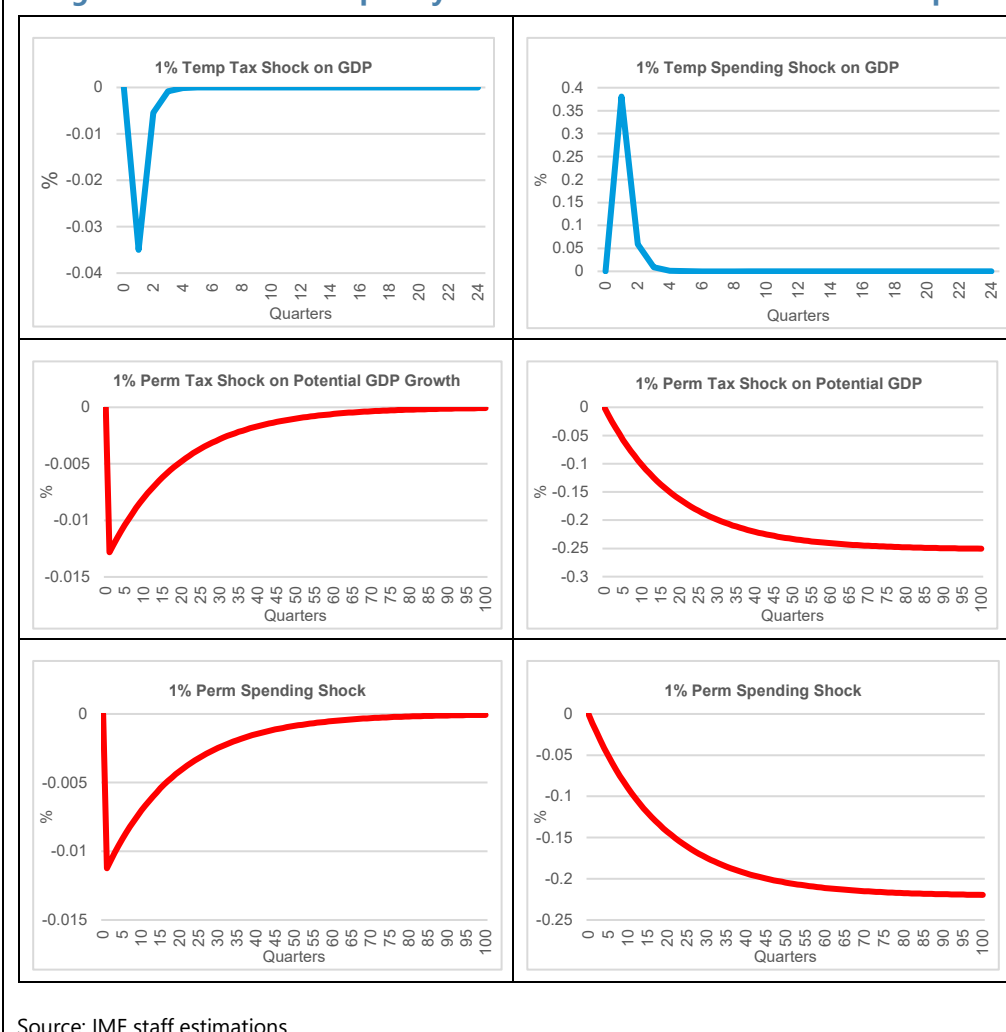 1% Temp Tax Shock on GDP
0
-0.01
-0.02
-0.03
-0.04
%
0 2 4 6 8 10 12 14 16 18 20 22 24
Quarters
1% Temp Spending Shock on GDP
0.4
0.35
0.3
0.25
0.2
0.15
0.1
0.05
0
%
0 2 4 6 8 10 12 14 16 18 20 22 24
Quarters
1% Perm Tax Shock on Potential GDP Growth
0
-0.005
-0.01
-0.015
%
0 5 10 15 20 25 30 35 40 45 50 55 60 65 70 75 80 85 90 95 100
Quarters
1% Perm Tax Shock on Potential GDP
0
-0.05
-0.1
-0.15
-0.2
-0.25
-0.3
%
0 5 10 15 20 25 30 35 40 45 50 55 60 65 70 75 80 85 90 95 100
Quarters
1% Perm Spending Shock
0
-0.005
-0.01
-0.015
%
0 5 10 15 20 25 30 35 40 45 50 55 60 65 70 75 80 85 90 95 100
Quarters
1% Perm Spending Shock
0
-0.05
-0.1
-0.15
-0.2
-0.25
%
0 5 10 15 20 25 30 35 40 45 50 55 60 65 70 75 80 85 90 95 100
Quarters
Source: IMF staff estimations